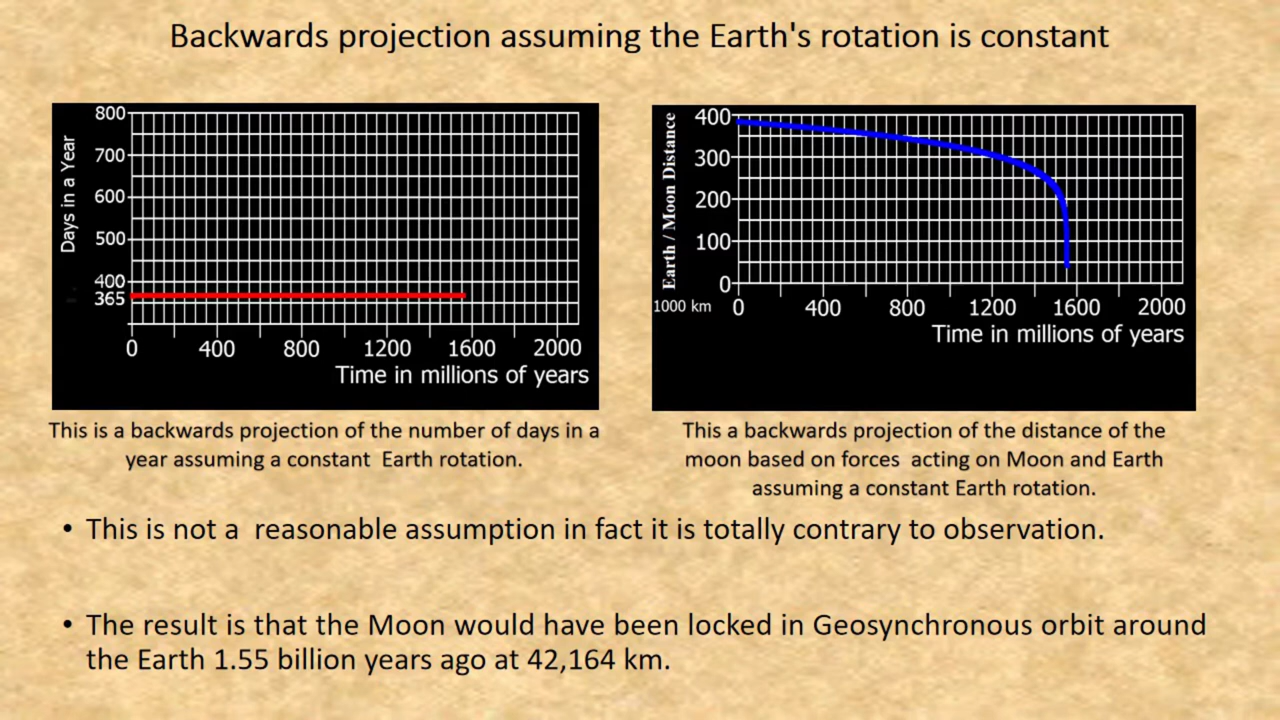 Backwards projection assuming the Earth's rotation is constant
800
700
600
500
400
365
Days in a Year
0 400 800 1200 1600 2000
Time in millions of years
400
300
200
100
0
Earth / Moon Distance
1000 km 0 400 800 1200 1600 2000
Time in millions of years
This is a backwards projection of the number of days in a
year assuming a constant Earth rotation.
This a backwards projection of the distance of the
moon based on forces acting on Moon and Earth
assuming a constant Earth rotation.
• This is not a reasonable assumption in fact it is totally contrary to observation.
• The result is that the Moon would have been locked in Geosynchronous orbit around
the Earth 1.55 billion years ago at 42,164 km.